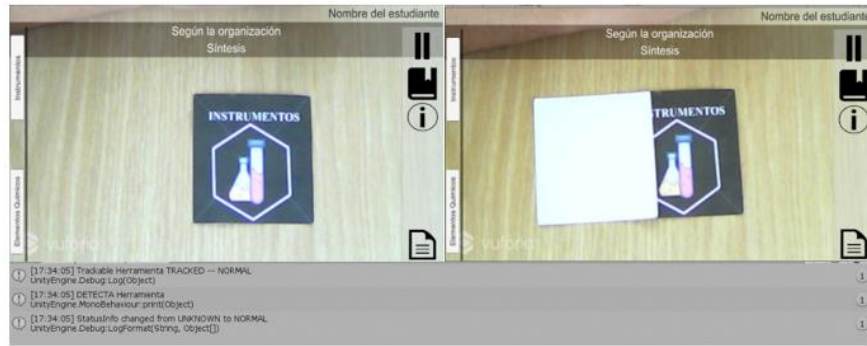 Nombre del estudiante
Según la organización
Síntesis
Instrumentos
INSTRUMENTOS
Elementos Químicos
vuforia
Nombre del estudiante
Según la organización
Síntesis
Instrumentos
STRUMENTOS
Elementos Químicos
vuforia
[17:34:05] Trackable Herramienta TRACKED -- NORMAL
UnityEngine.Debug:Log(Object)
1
[17:34:05] DETECTA Herramienta
UnityEngine.MonoBehaviour:print(Object)
1
[17:34:05] StatusInfo changed from UNKNOWN to NORMAL
UnityEngine.Debug:LogFormat(String, Object[])
1